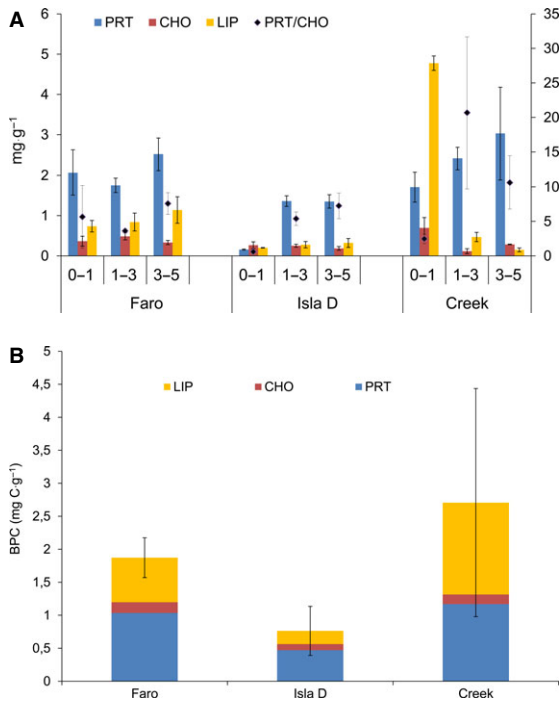 A
PRT CHO LIP PRT/CHO
6
5
4
3
2
1
0
mg·g⁻¹
35
30
25
20
15
10
5
0
0–1 1–3 3–5 0–1 1–3 3–5 0–1 1–3 3–5
Faro Isla D Creek
B
LIP CHO PRT
5
4,5
4
3,5
3
2,5
2
1,5
1
0,5
0
BPC (mg C·g⁻¹)
Faro Isla D Creek